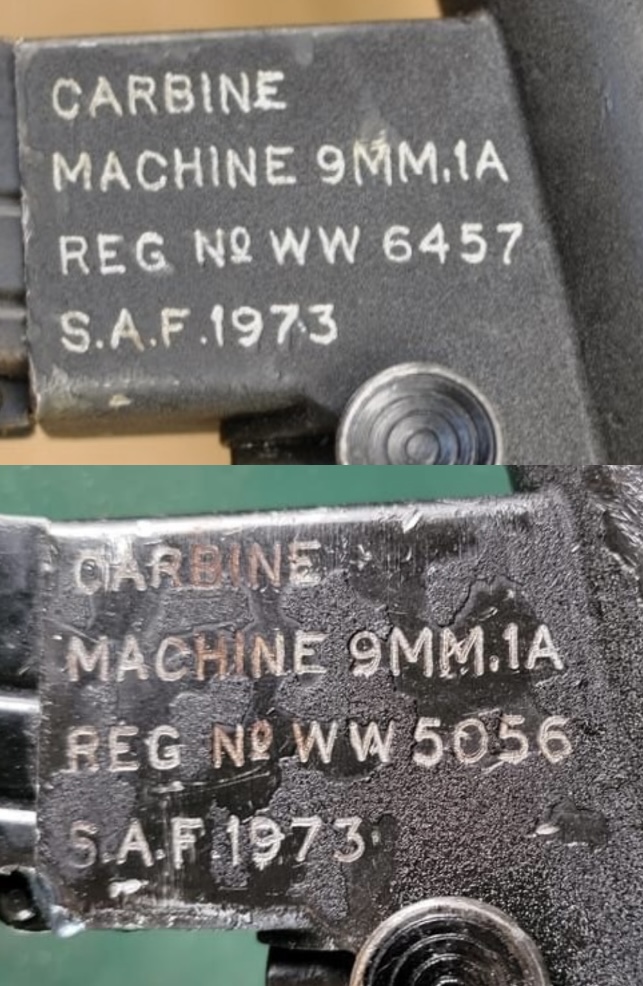 CARBINE
MACHINE 9MM.1A
REG Nº WW 6457
S.A.F.1973
CARBINE
MACHINE 9MM.1A
REG Nº WW 5056
S.A.F.1973